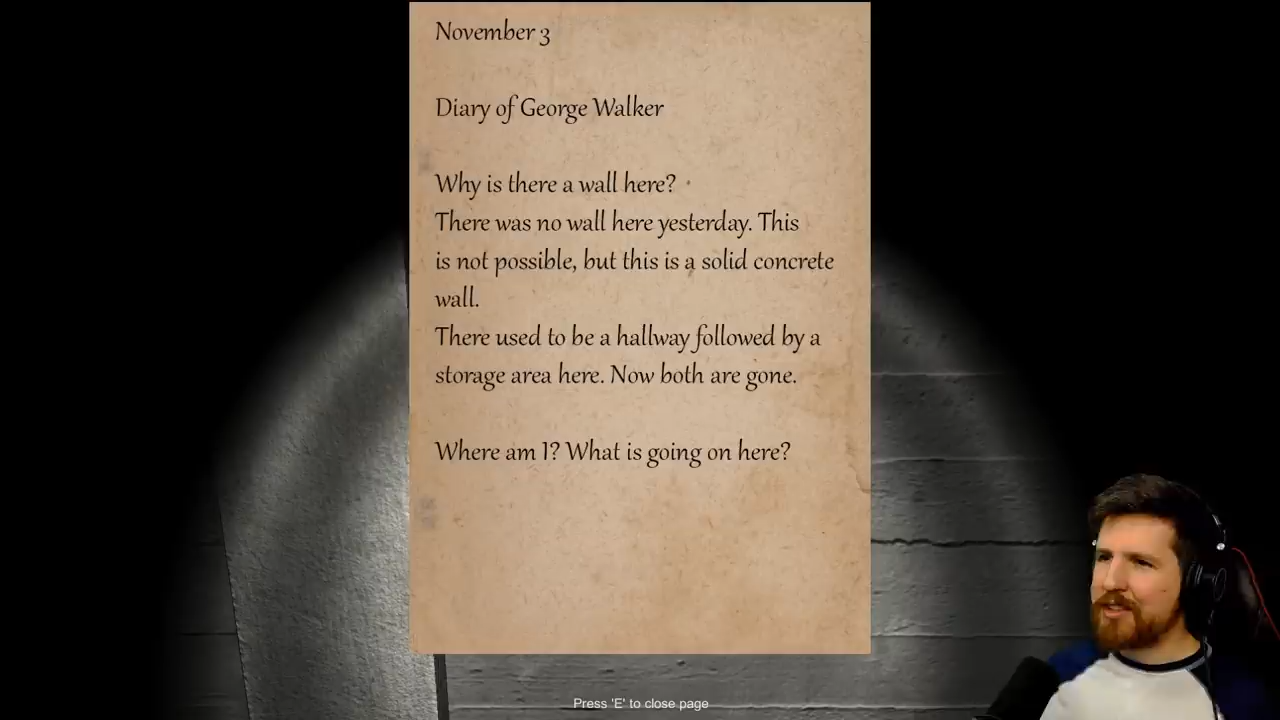 November 3
Diary of George Walker
Why is there a wall here?
There was no wall here yesterday. This
is not possible, but this is a solid concrete
wall.
There used to be a hallway followed by a
storage area here. Now both are gone.
Where am I? What is going on here?
Press 'E' to close page